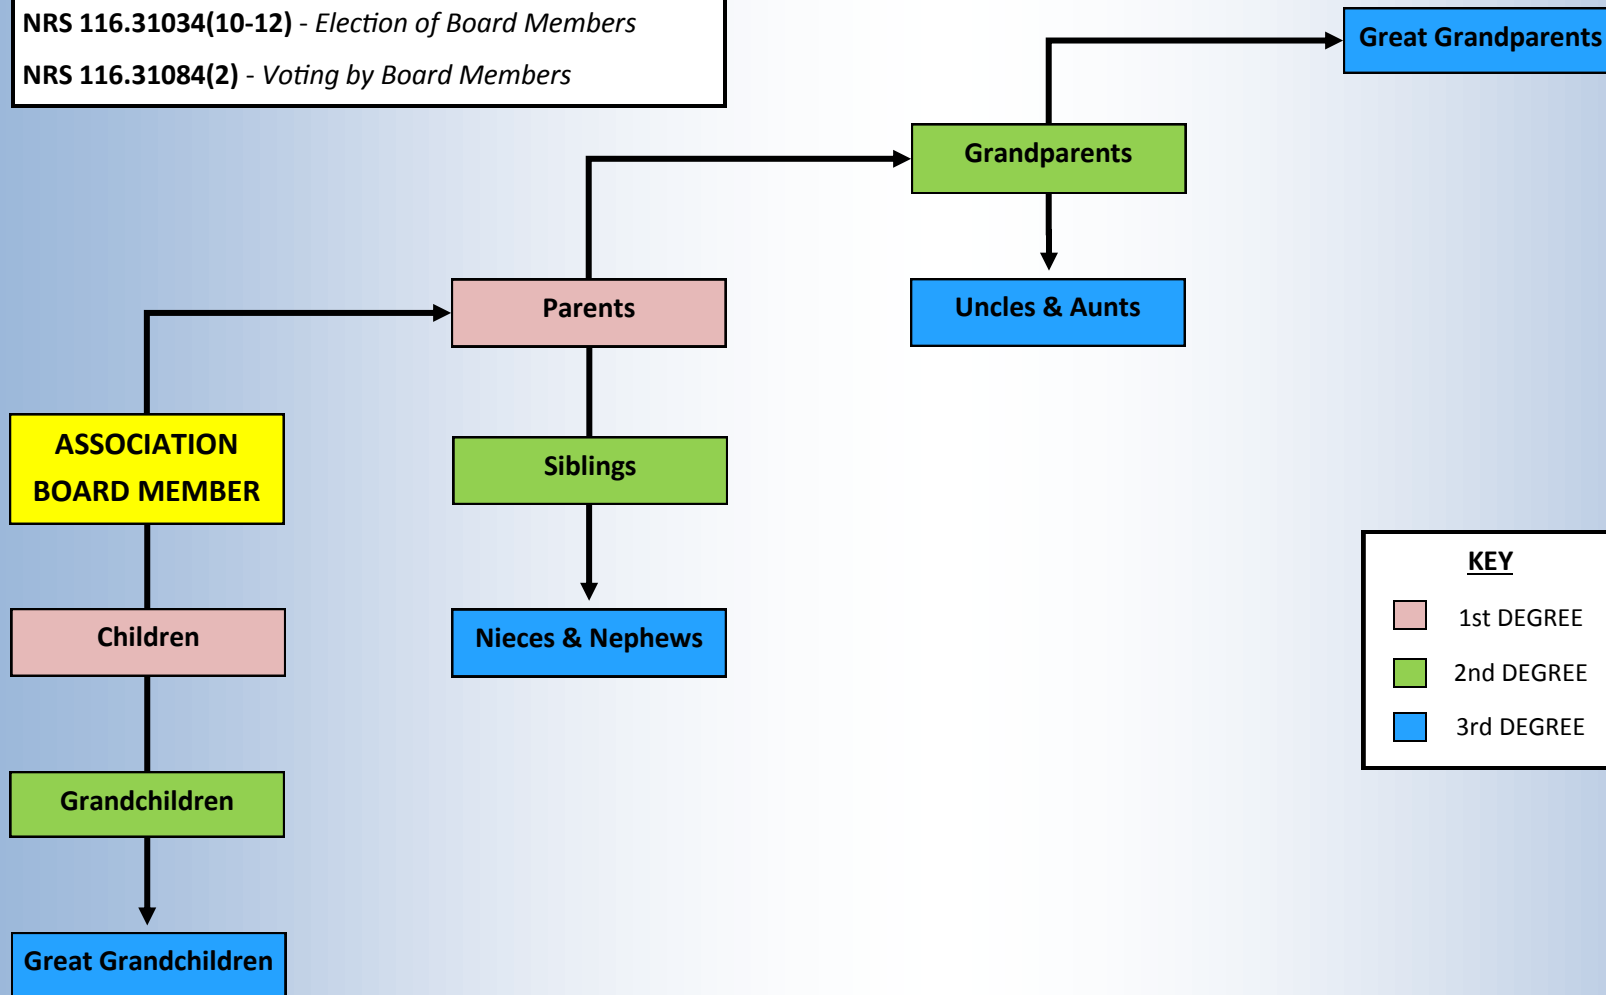 NRS 116.31034(10-12) - Election of Board Members
NRS 116.31084(2) - Voting by Board Members
Great Grandparents
Grandparents
Parents
Uncles & Aunts
ASSOCIATION
BOARD MEMBER
Siblings
Children
Nieces & Nephews
Grandchildren
Great Grandchildren
KEY
1st DEGREE
2nd DEGREE
3rd DEGREE